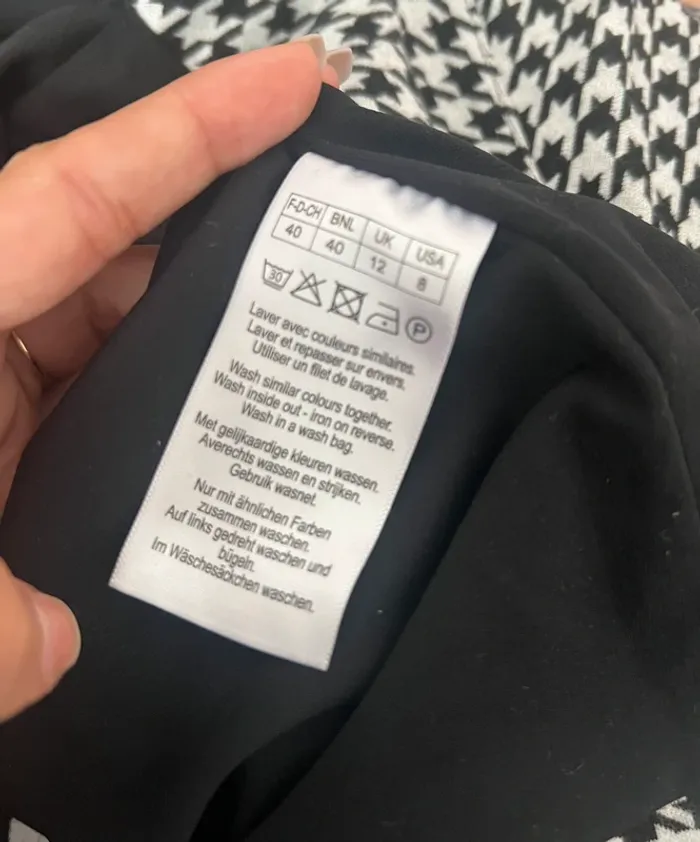 F-D-CH BNL UK USA
40 40 12 8
30 P
Laver avec couleurs similaires.
Laver et repasser sur envers.
Utiliser un filet de lavage.
Wash similar colours together.
Wash inside out - iron on reverse.
Wash in a wash bag.
Met gelijkaardige kleuren wassen.
Averechts wassen en strijken.
Gebruik wasnet.
Nur mit ähnlichen Farben
zusammen waschen.
Auf links gedreht waschen und
bügeln.
Im Wäschesäckchen waschen.